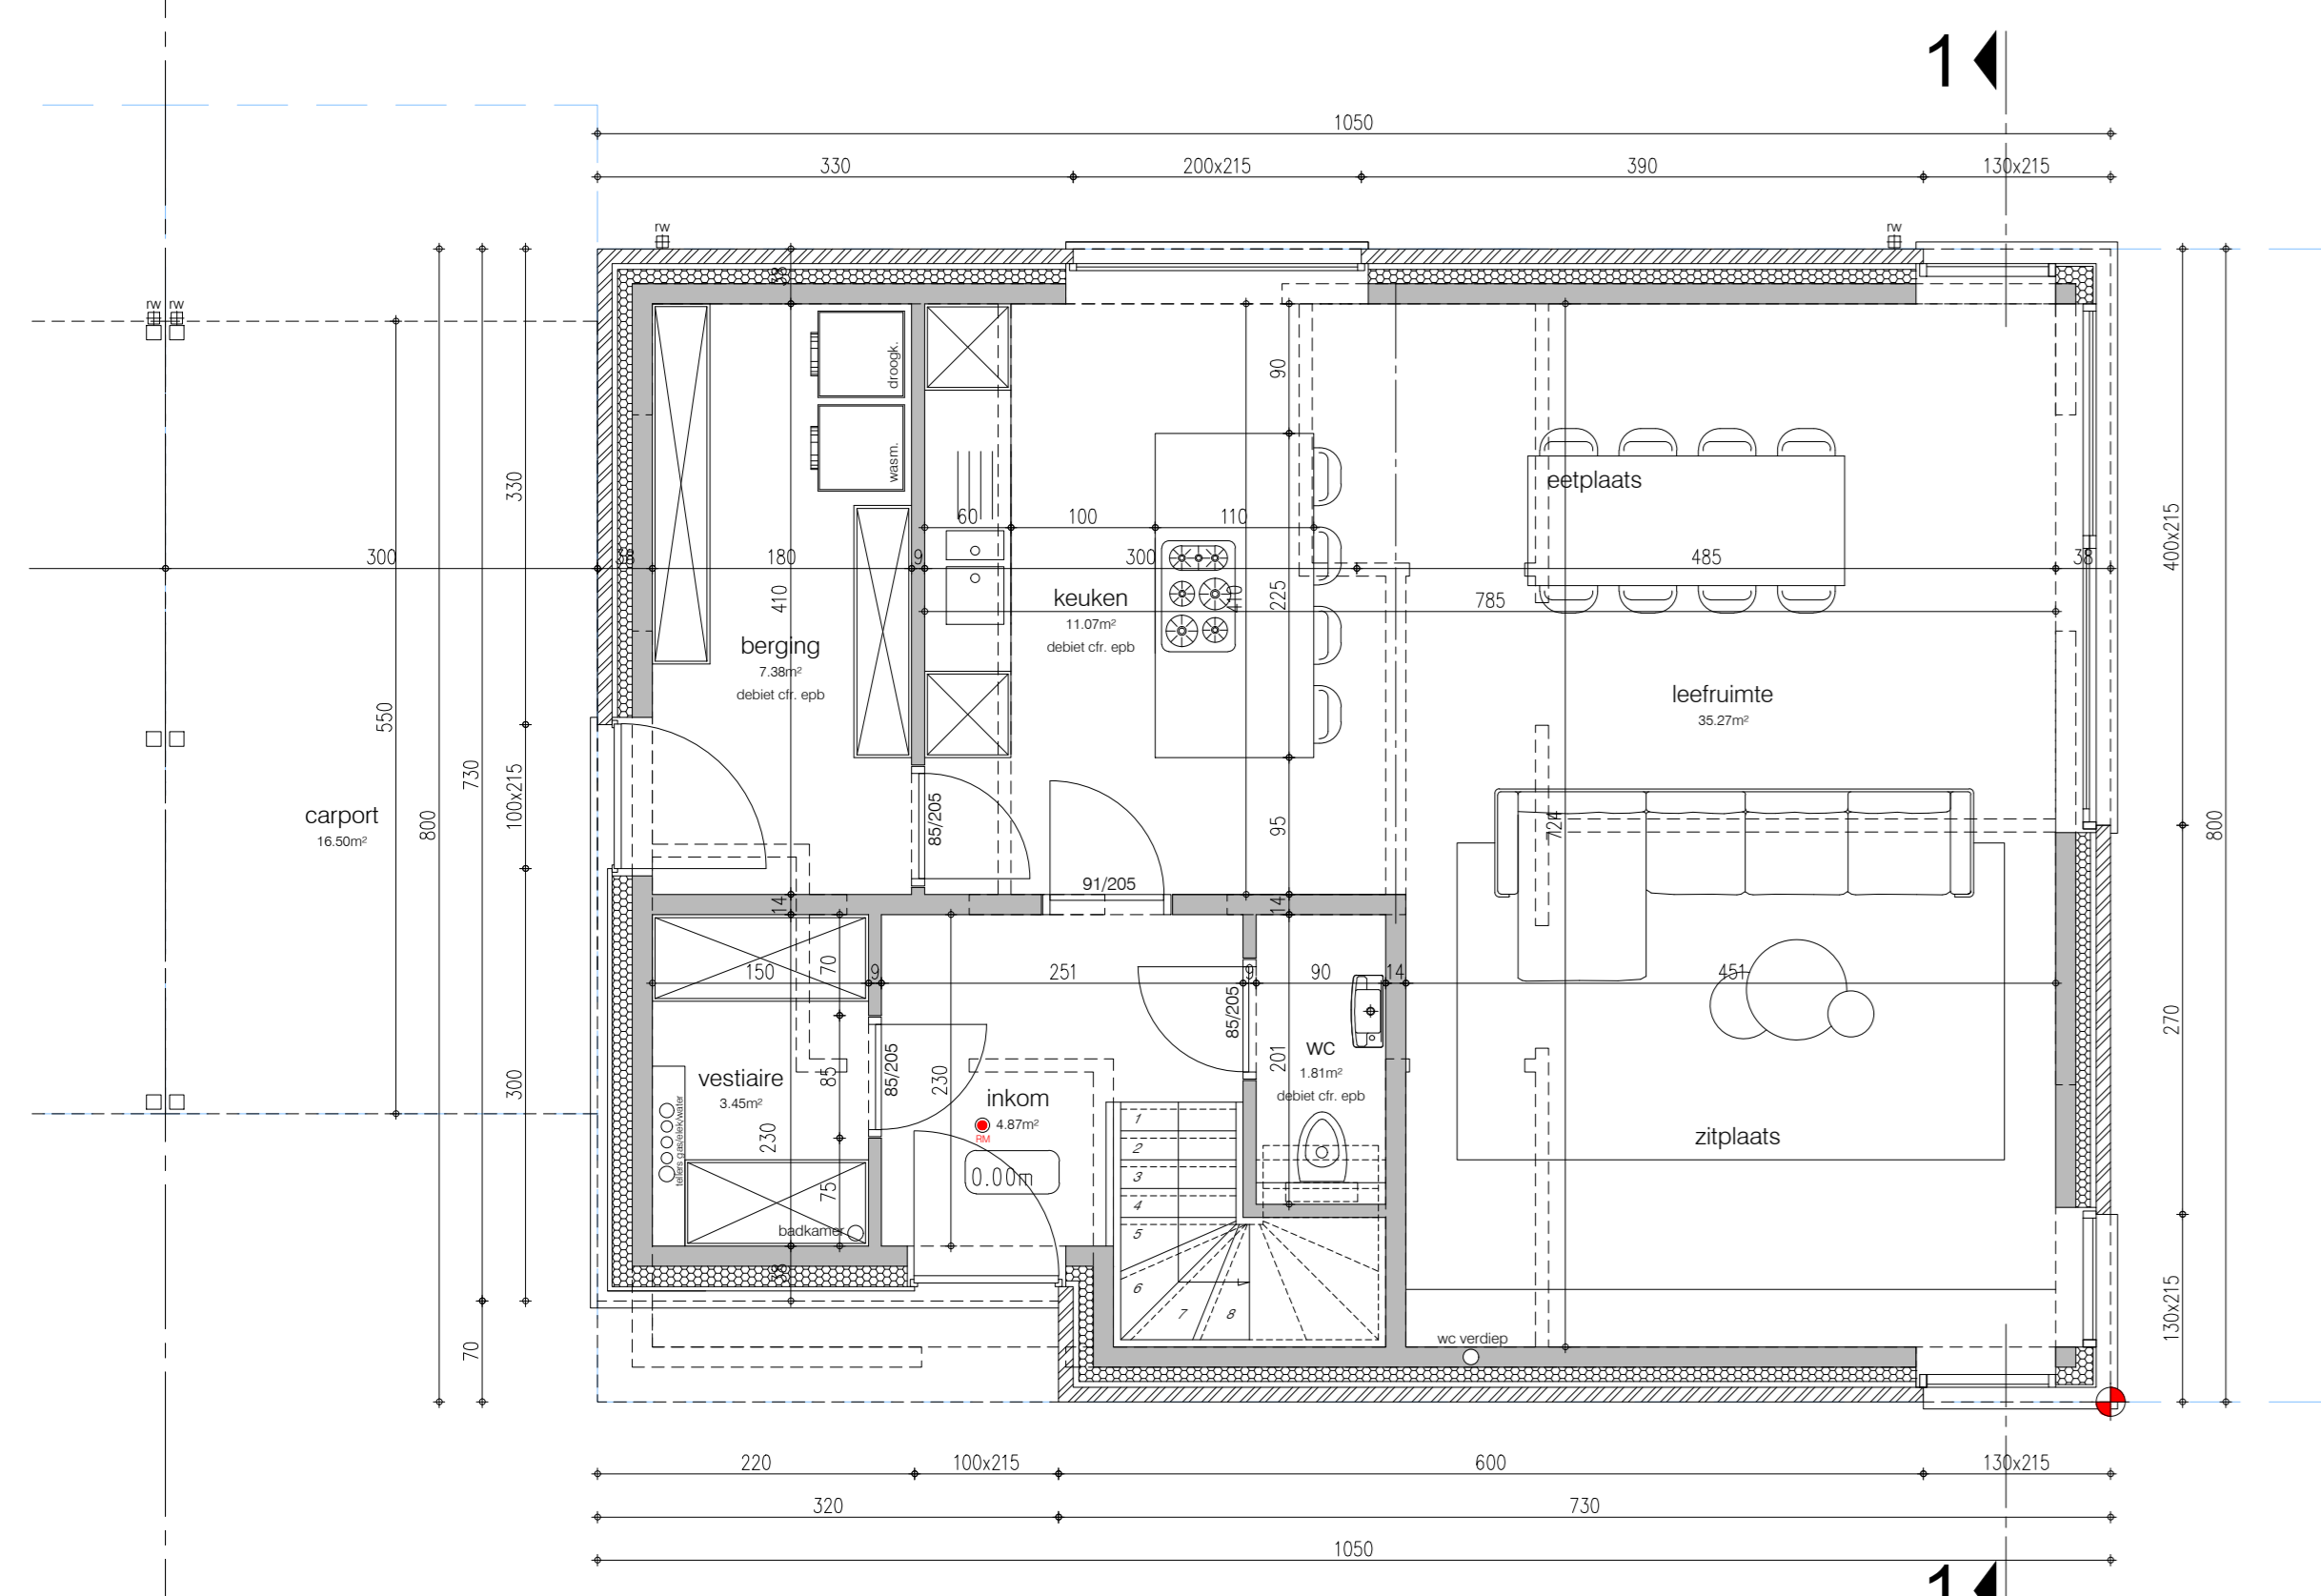 1
1050
330
200x215
390
130x215
rw
rw
rw rw
38
droogk.
wasm.
90
330
eetplaats
60
100
110
400x215
300
38
180
9
300
485
38
410
410
225
785
keuken
11.07m²
debiet cfr. epb
berging
7.38m²
debiet cfr. epb
leefruimte
35.27m²
550
730
100x215
800
carport
16.50m²
85/205
95
724
800
91/205
14
14
150
70
9
251
9
90
14
451
85/205
270
300
vestiaire
3.45m²
85
85/205
230
inkom
4.87m²
RM
0.00m
201
wc
1.81m²
debiet cfr. epb
zitplaats
tellers gas/elek/water
230
75
badkamer
1
2
3
4
5
6
7
8
38
130x215
70
wc verdiep
220
100x215
600
130x215
320
730
1050
1